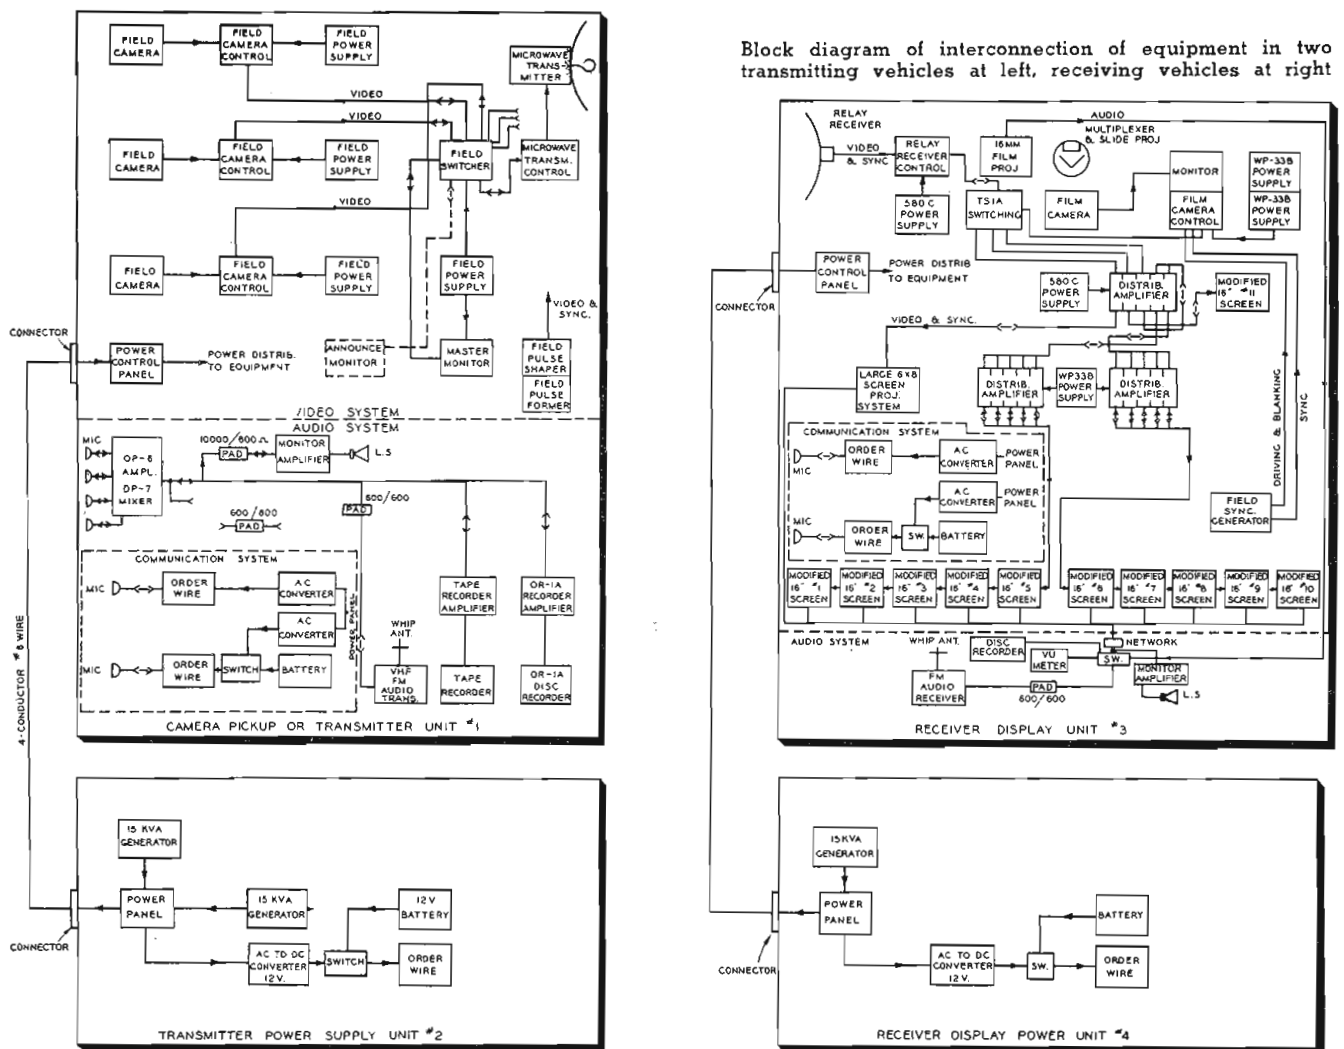 Block diagram of interconnection of equipment in two
transmitting vehicles at left, receiving vehicles at right
FIELD
CAMERA
FIELD
CAMERA
CONTROL
FIELD
POWER
SUPPLY
MICROWAVE
TRANS-
MITTER
VIDEO
VIDEO
FIELD
CAMERA
FIELD
CAMERA
CONTROL
FIELD
POWER
SUPPLY
FIELD
SWITCHER
MICROWAVE
TRANSM.
CONTROL
VIDEO
FIELD
CAMERA
FIELD
CAMERA
CONTROL
FIELD
POWER
SUPPLY
FIELD
POWER
SUPPLY
VIDEO &
SYNC.
CONNECTOR
POWER
CONTROL
PANEL
POWER DISTRIB.
TO EQUIPMENT
ANNOUNCE
MONITOR
MASTER
MONITOR
FIELD
PULSE
SHAPER
FIELD
PULSE
FORMER
VIDEO SYSTEM
AUDIO SYSTEM
MIC
OP-6
AMPL.
OP-7
MIXER
10000/600Ω
PAD
MONITOR
AMPLIFIER
L.S
600/600
PAD
600/600
PAD
COMMUNICATION SYSTEM
MIC
ORDER
WIRE
AC
CONVERTER
AC
CONVERTER
POWER PANEL
MIC
ORDER
WIRE
SWITCH
BATTERY
WHIP
ANT.
VHF
FM
AUDIO
TRANS.
TAPE
RECORDER
AMPLIFIER
TAPE
RECORDER
OR-1A
RECORDER
AMPLIFIER
OR-1A
DISC
RECORDER
CAMERA PICKUP OR TRANSMITTER UNIT #1
4-CONDUCTOR #6 WIRE
15 KVA
GENERATOR
POWER
PANEL
15 KVA
GENERATOR
12V
BATTERY
CONNECTOR
AC TO DC
CONVERTER
12V.
SWITCH
ORDER
WIRE
TRANSMITTER POWER SUPPLY UNIT #2
RELAY
RECEIVER
VIDEO
& SYNC
RELAY
RECEIVER
CONTROL
16MM
FILM
PROJ
AUDIO
MULTIPLEXER
& SLIDE PROJ
MONITOR
WP-33B
POWER
SUPPLY
580 C
POWER
SUPPLY
TS1A
SWITCHING
FILM
CAMERA
FILM
CAMERA
CONTROL
WP-33B
POWER
SUPPLY
CONNECTOR
POWER
CONTROL
PANEL
POWER DISTRIB
TO EQUIPMENT
580 C
POWER
SUPPLY
DISTRIB.
AMPLIFIER
MODIFIED
16" #11
SCREEN
VIDEO & SYNC.
LARGE 6X8
SCREEN
PROJ.
SYSTEM
DISTRIB.
AMPLIFIER
WP33B
POWER
SUPPLY
DISTRIB.
AMPLIFIER
DRIVING & BLANKING
SYNC
COMMUNICATION SYSTEM
MIC
ORDER
WIRE
AC
CONVERTER
POWER
PANEL
AC
CONVERTER
POWER
PANEL
MIC
ORDER
WIRE
SW.
BATTERY
FIELD
SYNC.
GENERATOR
MODIFIED
16" #1
SCREEN
MODIFIED
16" #2
SCREEN
MODIFIED
16" #3
SCREEN
MODIFIED
16" #4
SCREEN
MODIFIED
16" #5
SCREEN
MODIFIED
16" #6
SCREEN
MODIFIED
16" #7
SCREEN
MODIFIED
16" #8
SCREEN
MODIFIED
16" #9
SCREEN
MODIFIED
16" #10
SCREEN
AUDIO SYSTEM
WHIP ANT.
FM
AUDIO
RECEIVER
DISC
RECORDER
VU
METER
NETWORK
SW.
MONITOR
AMPLIFIER
PAD
600/600
L.S
RECEIVER DISPLAY UNIT #3
15KVA
GENERATOR
POWER
PANEL
BATTERY
CONNECTOR
AC TO DC
CONVERTER
12V.
SW.
ORDER
WIRE
RECEIVER DISPLAY POWER UNIT #4